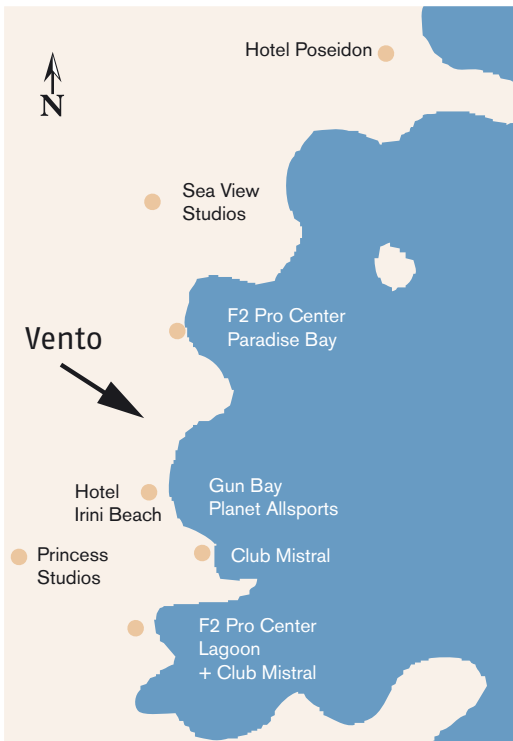 Hotel Poseidon
N
Sea View
Studios
F2 Pro Center
Paradise Bay
Vento
Hotel
Irini Beach
Gun Bay
Planet Allsports
Princess
Studios
Club Mistral
F2 Pro Center
Lagoon
+ Club Mistral